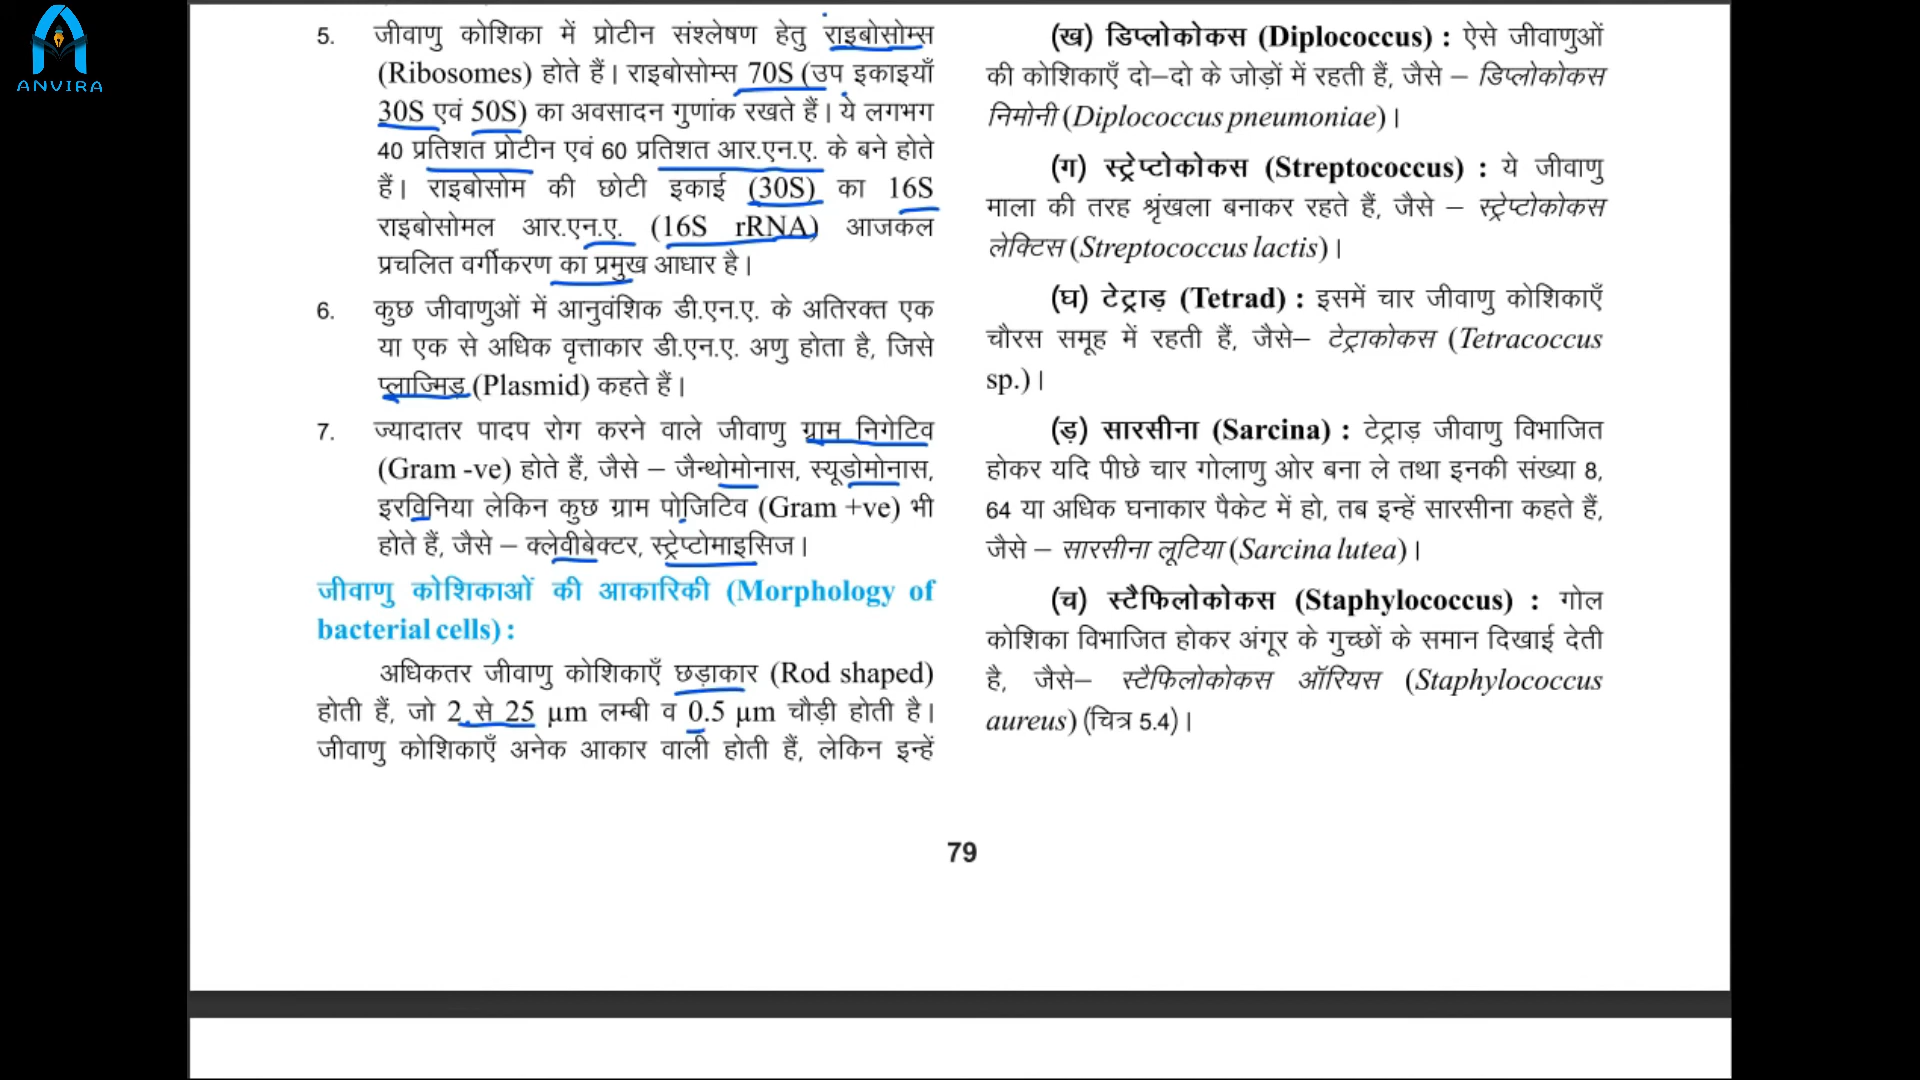 ANVIRA
5. जीवाणु कोशिका में प्रोटीन संश्लेषण हेतु राइबोसोम्स
(Ribosomes) होते हैं। राइबोसोम्स 70S (उप इकाइयाँ
30S एवं 50S) का अवसादन गुणांक रखते हैं। ये लगभग
40 प्रतिशत प्रोटीन एवं 60 प्रतिशत आर.एन.ए. के बने होते
हैं। राइबोसोम की छोटी इकाई (30S) का 16S
राइबोसोमल आर.एन.ए. (16S rRNA) आजकल
प्रचलित वर्गीकरण का प्रमुख आधार है।
6. कुछ जीवाणुओं में आनुवंशिक डी.एन.ए. के अतिरक्त एक
या एक से अधिक वृत्ताकार डी.एन.ए. अणु होता है, जिसे
प्लाज्मिड़ (Plasmid) कहते हैं।
7. ज्यादातर पादप रोग करने वाले जीवाणु ग्राम निगेटिव
(Gram -ve) होते हैं, जैसे – जैन्थोमोनास, स्यूडोमोनास,
इरविनिया लेकिन कुछ ग्राम पोजिटिव (Gram +ve) भी
होते हैं, जैसे – क्लेवीबेक्टर, स्ट्रेप्टोमाइसिज।
जीवाणु कोशिकाओं की आकारिकी (Morphology of
bacterial cells) :
अधिकतर जीवाणु कोशिकाएँ छड़ाकार (Rod shaped)
होती हैं, जो 2 से 25 µm लम्बी व 0.5 µm चौड़ी होती है।
जीवाणु कोशिकाएँ अनेक आकार वाली होती हैं, लेकिन इन्हें
(ख) डिप्लोकोकस (Diplococcus) : ऐसे जीवाणुओं
की कोशिकाएँ दो–दो के जोड़ों में रहती हैं, जैसे – डिप्लोकोकस
निमोनी (Diplococcus pneumoniae)।
(ग) स्ट्रेप्टोकोकस (Streptococcus) : ये जीवाणु
माला की तरह श्रृंखला बनाकर रहते हैं, जैसे – स्ट्रेप्टोकोकस
लेक्टिस (Streptococcus lactis)।
(घ) टेट्राड़ (Tetrad) : इसमें चार जीवाणु कोशिकाएँ
चौरस समूह में रहती हैं, जैसे– टेट्राकोकस (Tetracoccus
sp.)।
(ड़) सारसीना (Sarcina) : टेट्राड़ जीवाणु विभाजित
होकर यदि पीछे चार गोलाणु ओर बना ले तथा इनकी संख्या 8,
64 या अधिक घनाकार पैकेट में हो, तब इन्हें सारसीना कहते हैं,
जैसे – सारसीना लूटिया (Sarcina lutea)।
(च) स्टैफिलोकोकस (Staphylococcus) : गोल
कोशिका विभाजित होकर अंगूर के गुच्छों के समान दिखाई देती
है, जैसे– स्टैफिलोकोकस ऑरियस (Staphylococcus
aureus) (चित्र 5.4)।
79